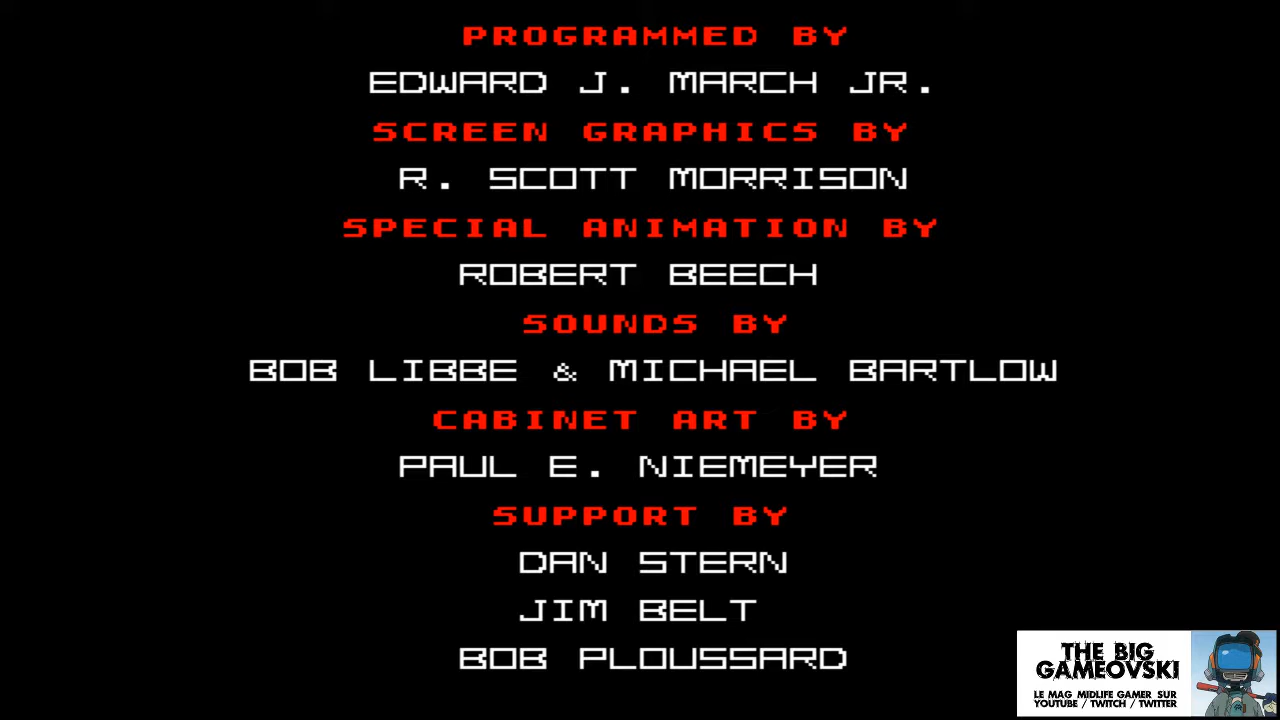 PROGRAMMED BY
EDWARD J. MARCH JR.
SCREEN GRAPHICS BY
R. SCOTT MORRISON
SPECIAL ANIMATION BY
ROBERT BEECH
SOUNDS BY
BOB LIBBE & MICHAEL BARTLOW
CABINET ART BY
PAUL E. NIEMEYER
SUPPORT BY
DAN STERN
JIM BELT
BOB PLOUSSARD
THE BIG
GAMEOVSKI
LE MAG MIDLIFE GAMER SUR
YOUTUBE / TWITCH / TWITTER